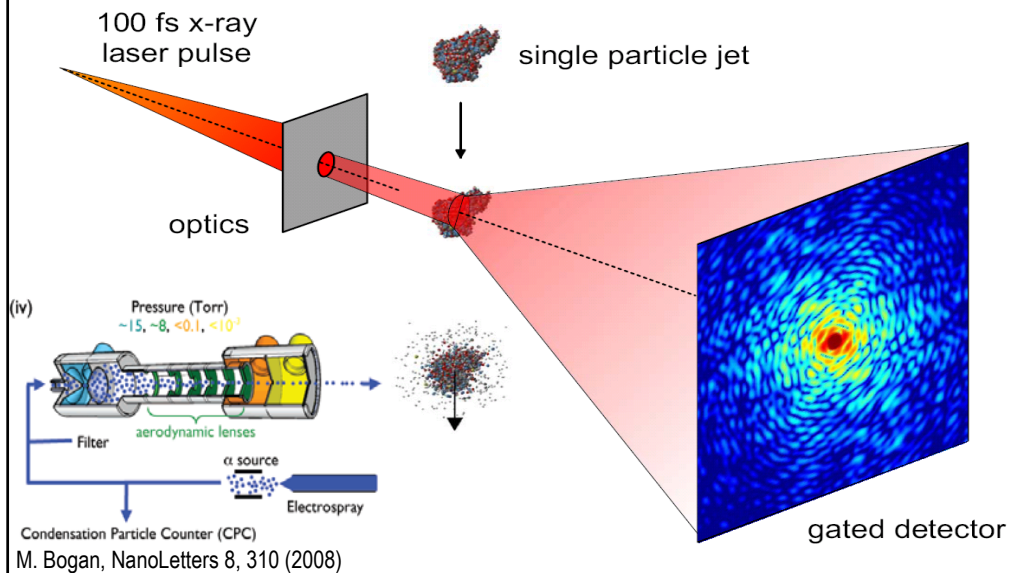 100 fs x-ray
laser pulse
single particle jet
optics
(iv)
Pressure (Torr)
~15, ~8, <0.1, <10⁻³
aerodynamic lenses
Filter
α source
Electrospray
Condensation Particle Counter (CPC)
gated detector
M. Bogan, NanoLetters 8, 310 (2008)